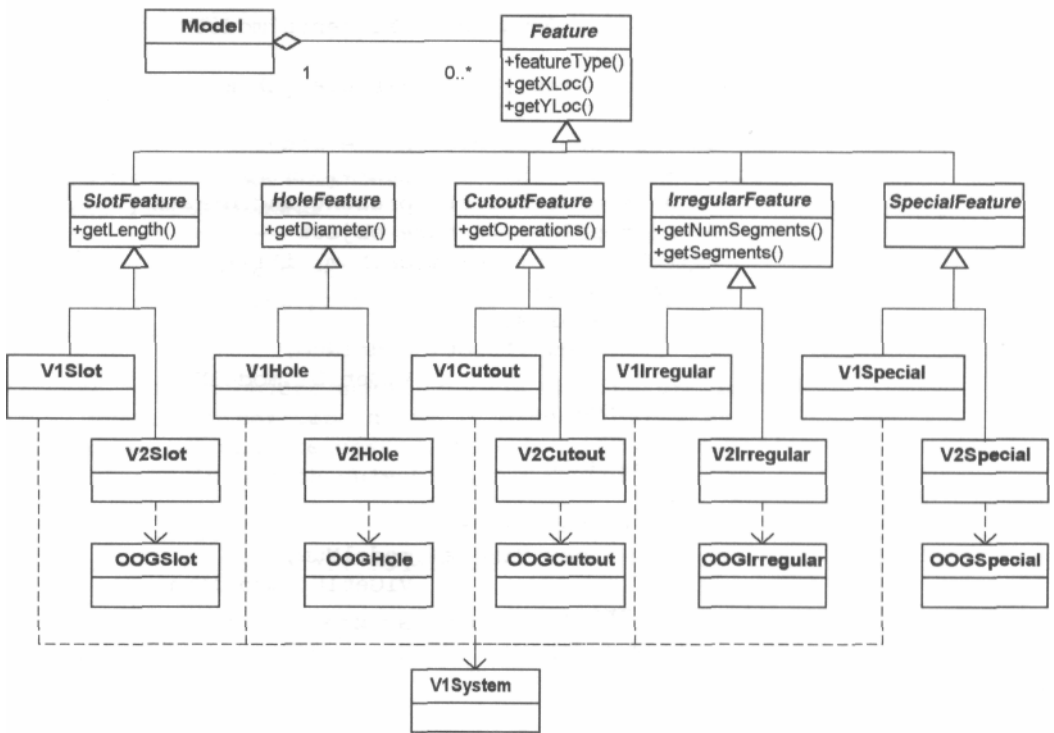 Model
Feature
+featureType()
+getXLoc()
+getYLoc()
1
0..*
SlotFeature
+getLength()
HoleFeature
+getDiameter()
CutoutFeature
+getOperations()
IrregularFeature
+getNumSegments()
+getSegments()
SpecialFeature
V1Slot
V1Hole
V1Cutout
V1Irregular
V1Special
V2Slot
V2Hole
V2Cutout
V2Irregular
V2Special
OOGSlot
OOGHole
OOGCutout
OOGIrregular
OOGSpecial
V1System